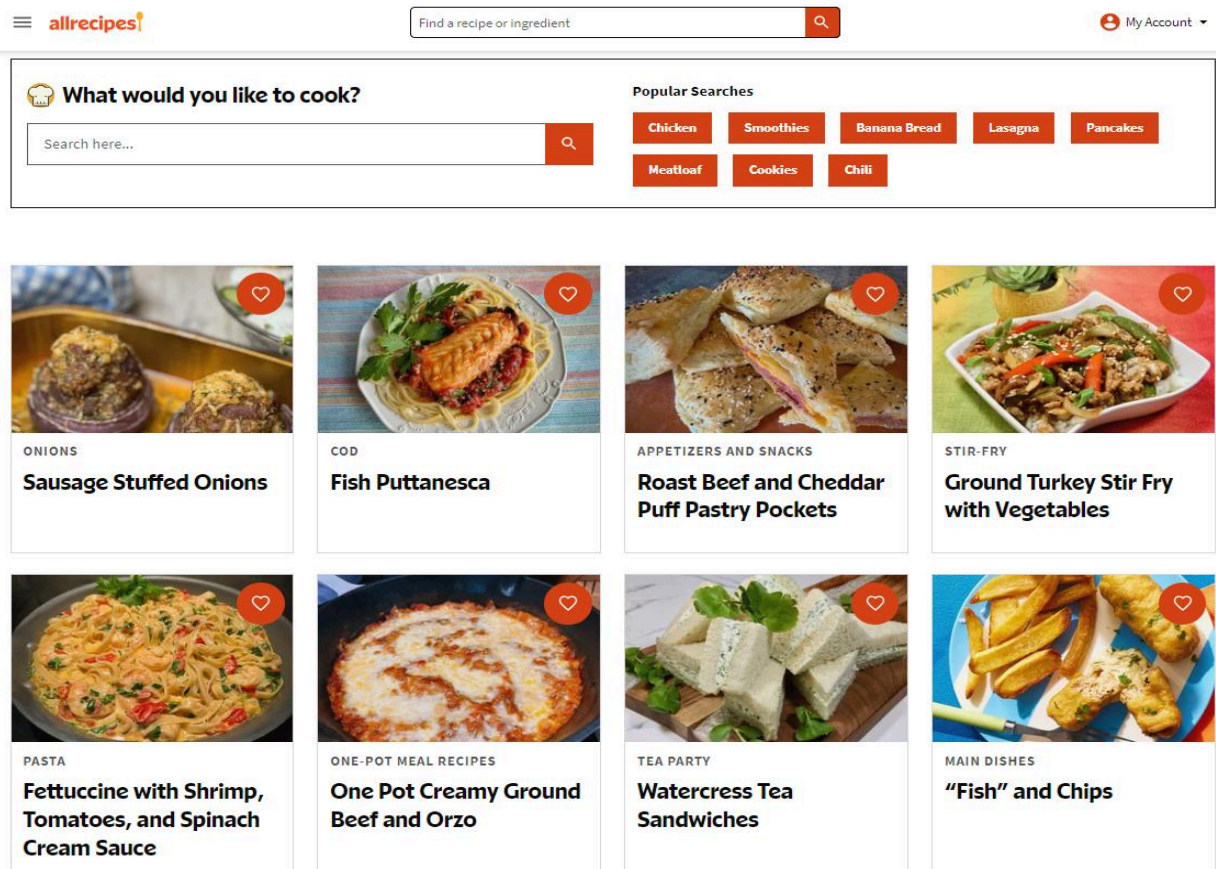 allrecipes
Find a recipe or ingredient
My Account
What would you like to cook?
Search here...
Popular Searches
Chicken
Smoothies
Banana Bread
Lasagna
Pancakes
Meatloaf
Cookies
Chili
ONIONS
Sausage Stuffed Onions
COD
Fish Puttanesca
APPETIZERS AND SNACKS
Roast Beef and Cheddar
Puff Pastry Pockets
STIR-FRY
Ground Turkey Stir Fry
with Vegetables
PASTA
Fettuccine with Shrimp,
Tomatoes, and Spinach
Cream Sauce
ONE-POT MEAL RECIPES
One Pot Creamy Ground
Beef and Orzo
TEA PARTY
Watercress Tea
Sandwiches
MAIN DISHES
“Fish” and Chips